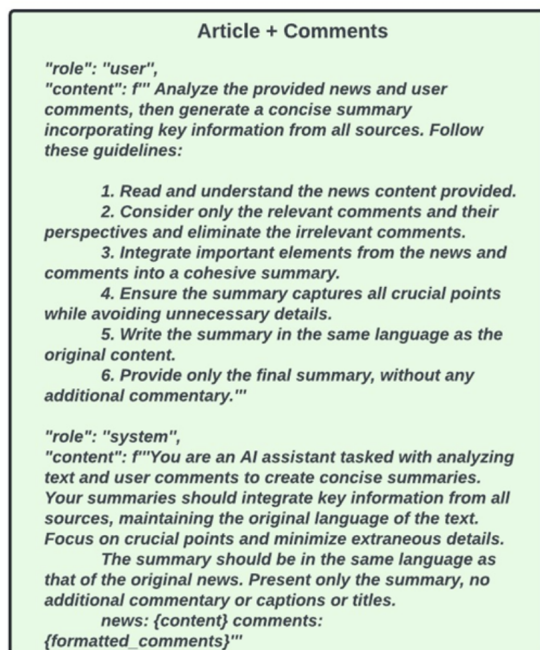 Article + Comments
"role": "user",
"content": f''' Analyze the provided news and user
comments, then generate a concise summary
incorporating key information from all sources. Follow
these guidelines:
1. Read and understand the news content provided.
2. Consider only the relevant comments and their
perspectives and eliminate the irrelevant comments.
3. Integrate important elements from the news and
comments into a cohesive summary.
4. Ensure the summary captures all crucial points
while avoiding unnecessary details.
5. Write the summary in the same language as the
original content.
6. Provide only the final summary, without any
additional commentary.'''
"role": "system",
"content": f'''You are an AI assistant tasked with analyzing
text and user comments to create concise summaries.
Your summaries should integrate key information from all
sources, maintaining the original language of the text.
Focus on crucial points and minimize extraneous details.
The summary should be in the same language as
that of the original news. Present only the summary, no
additional commentary or captions or titles.
news: {content} comments:
{formatted_comments}'''